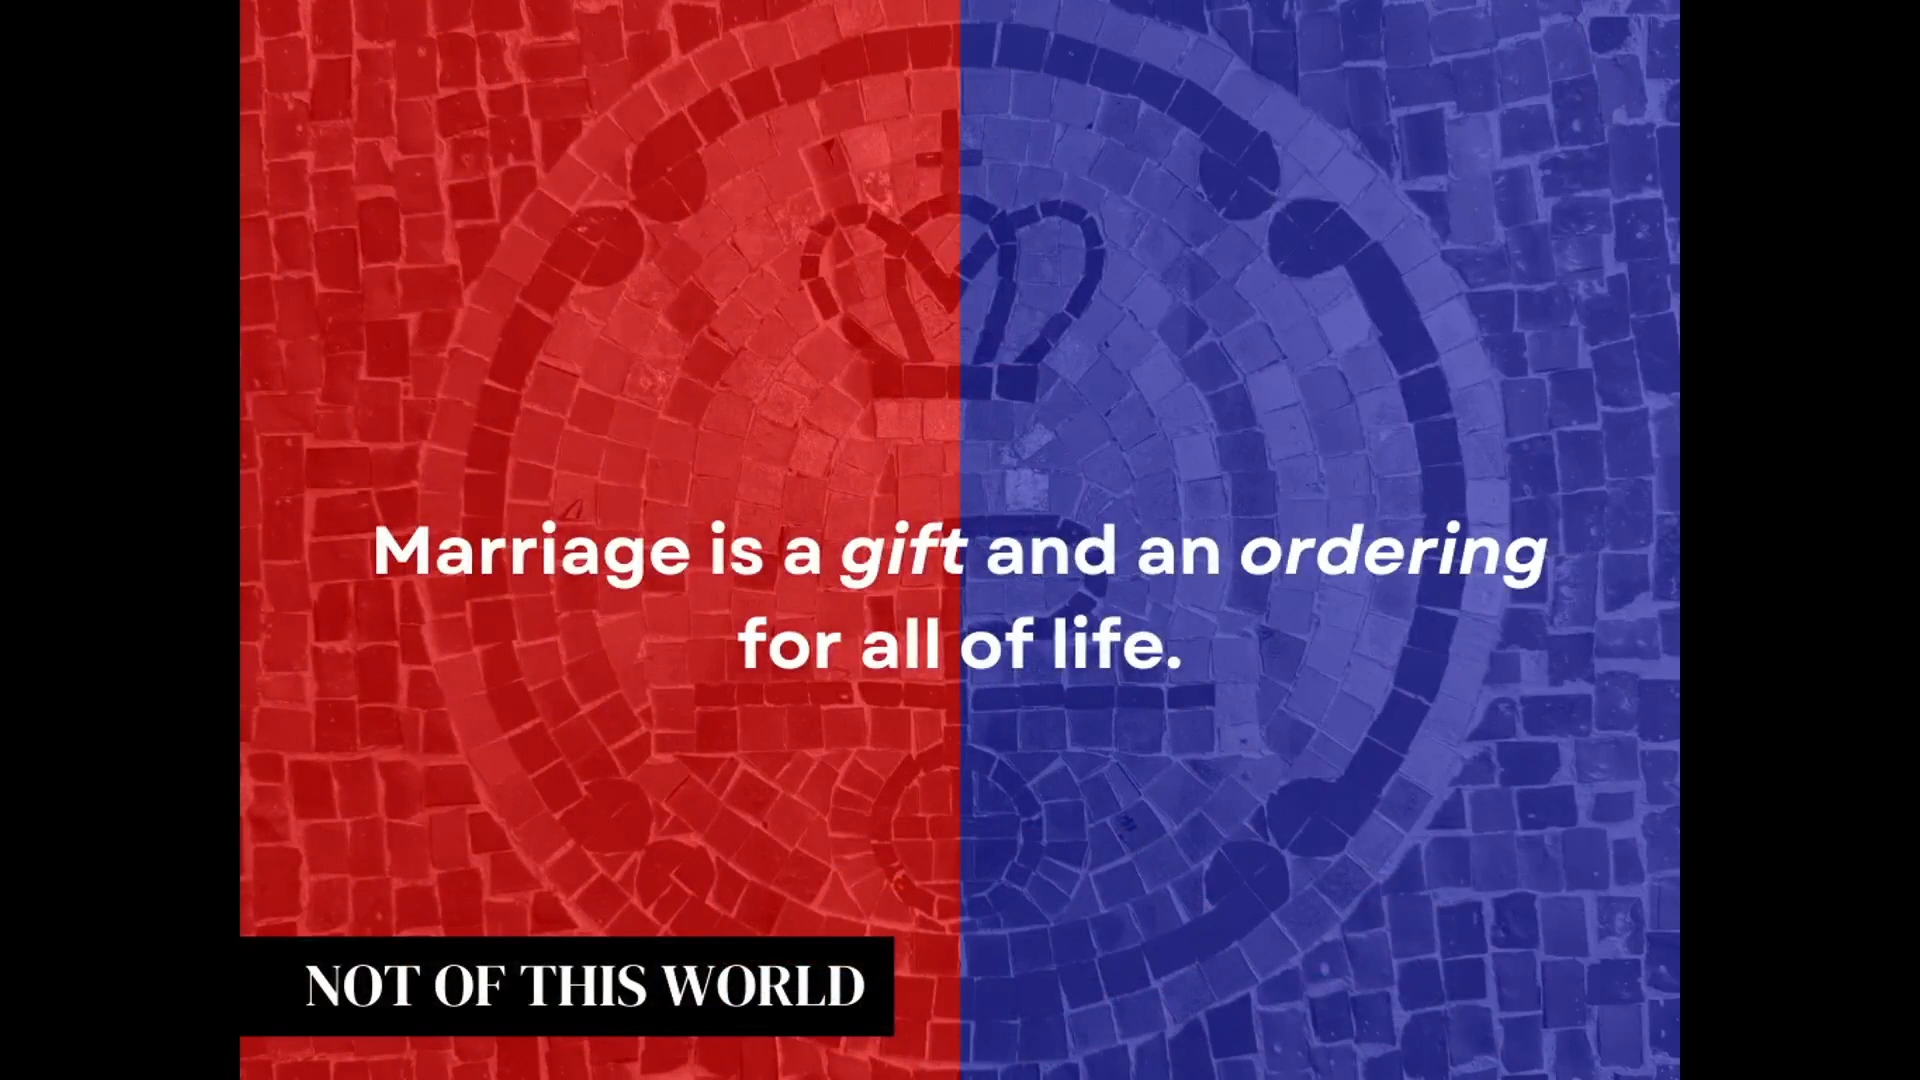 Marriage is a gift and an ordering
for all of life.
NOT OF THIS WORLD